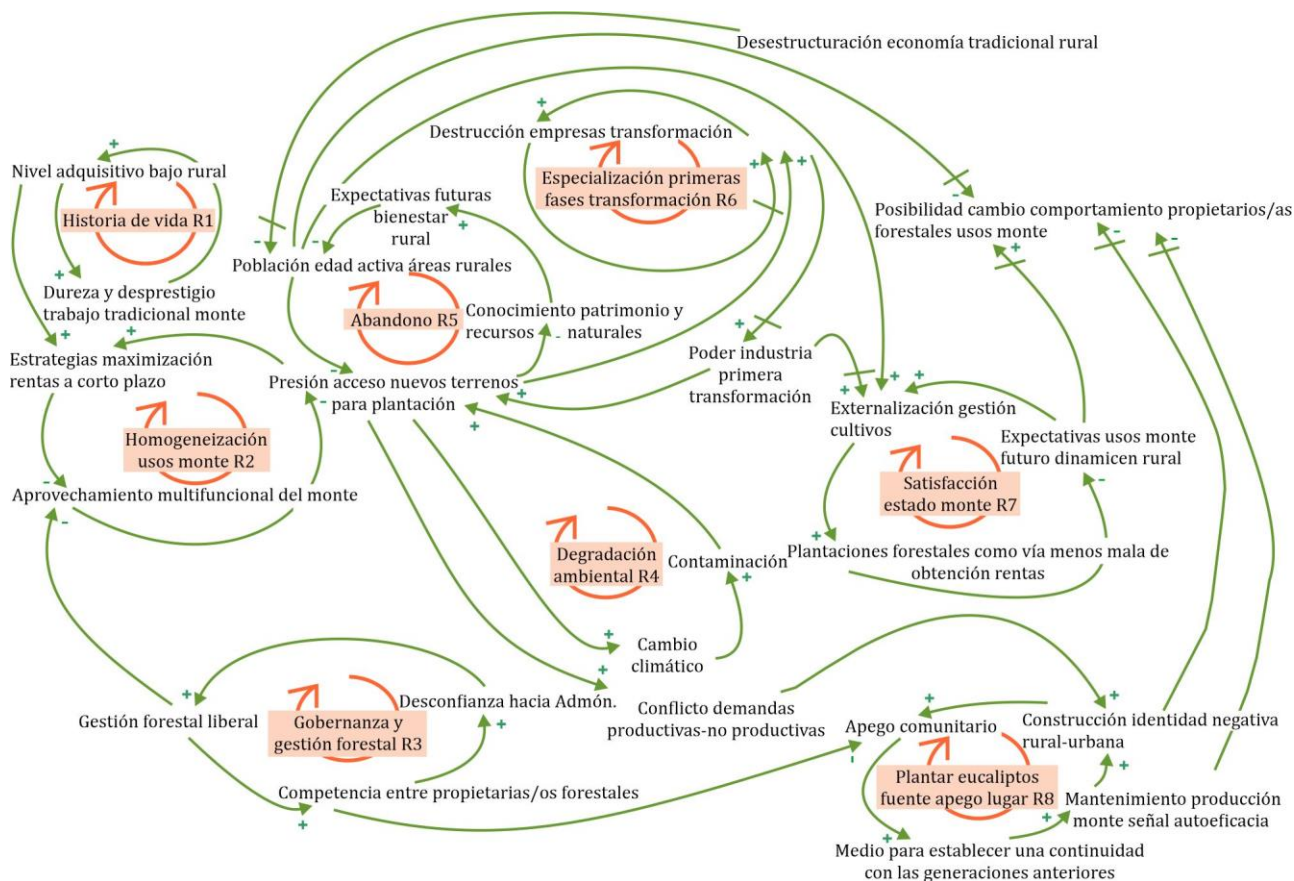 Desestructuración economía tradicional rural
Destrucción empresas transformación
Nivel adquisitivo bajo rural
Especialización primeras
fases transformación R6
Expectativas futuras
bienestar
rural
Historia de vida R1
Posibilidad cambio comportamiento propietarios/as
forestales usos monte
Población edad activa áreas rurales
Dureza y desprestigio
trabajo tradicional monte
Abandono R5
Conocimiento patrimonio y
recursos naturales
Estrategias maximización
rentas a corto plazo
Poder industria
primera
transformación
Presión acceso nuevos terrenos
para plantación
Externalización gestión
cultivos
Homogeneización
usos monte R2
Expectativas usos monte
futuro dinamicen rural
Satisfacción
estado monte R7
Aprovechamiento multifuncional del monte
Degradación
ambiental R4
Contaminación
Plantaciones forestales como vía menos mala de
obtención rentas
Cambio
climático
Desconfianza hacia Admón.
Gestión forestal liberal
Gobernanza y
gestión forestal R3
Conflicto demandas
productivas-no productivas
Apego comunitario
Construcción identidad negativa
rural-urbana
Plantar eucaliptos
fuente apego lugar R8
Competencia entre propietarias/os forestales
Mantenimiento producción
monte señal autoeficacia
Medio para establecer una continuidad
con las generaciones anteriores